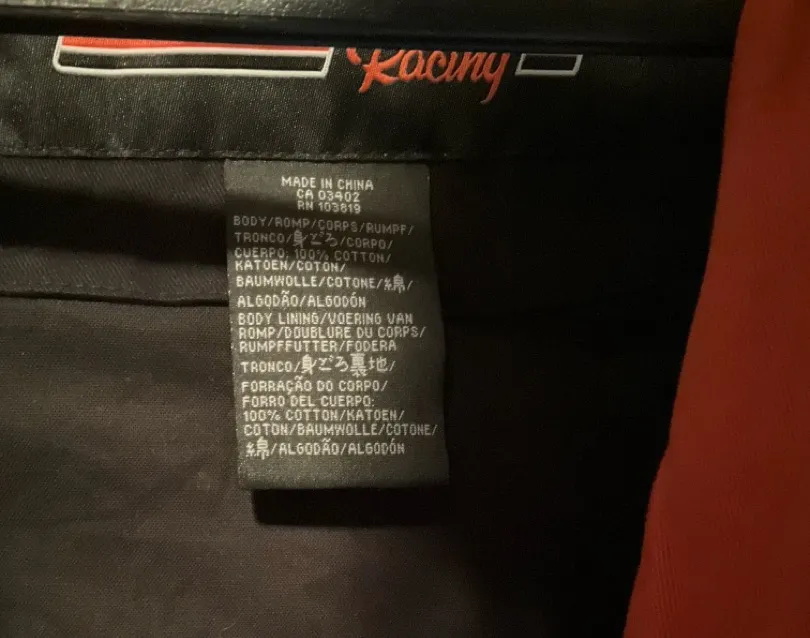 Racing
MADE IN CHINA
CA 03402
RN 103819
BODY/ROMP/CORPS/RUMPF/
TRONCO/身ごろ/CORPO/
CUERPO: 100% COTTON/
KATOEN/COTON/
BAUMWOLLE/COTONE/綿/
ALGODÃO/ALGODÓN
BODY LINING/VOERING VAN
ROMP/DOUBLURE DU CORPS/
RUMPFFUTTER/FODERA
TRONCO/身ごろ裏地/
FORRAÇÃO DO CORPO/
FORRO DEL CUERPO:
100% COTTON/KATOEN/
COTON/BAUMWOLLE/COTONE/
綿/ALGODÃO/ALGODÓN